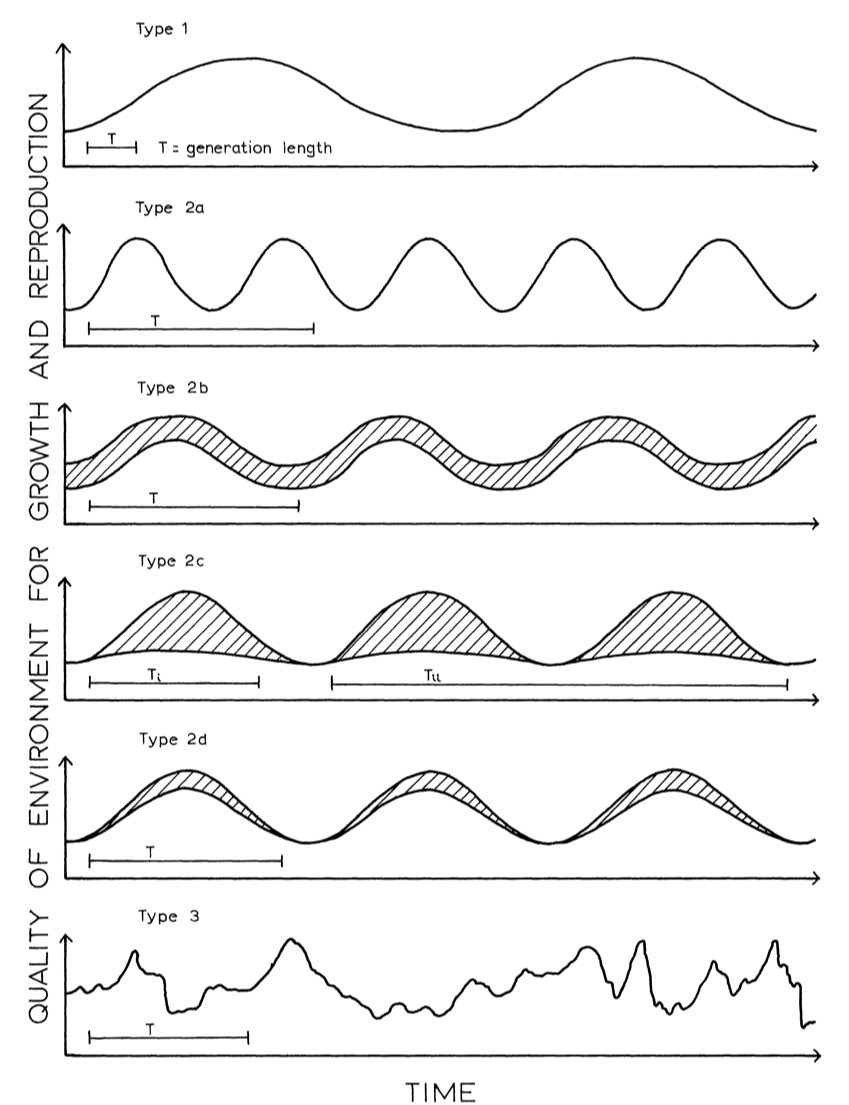 Type 1
T
T = generation length
Type 2a
T
Type 2b
T
Type 2c
Ti
Tii
Type 2d
T
Type 3
T
QUALITY OF ENVIRONMENT FOR GROWTH AND REPRODUCTION
TIME